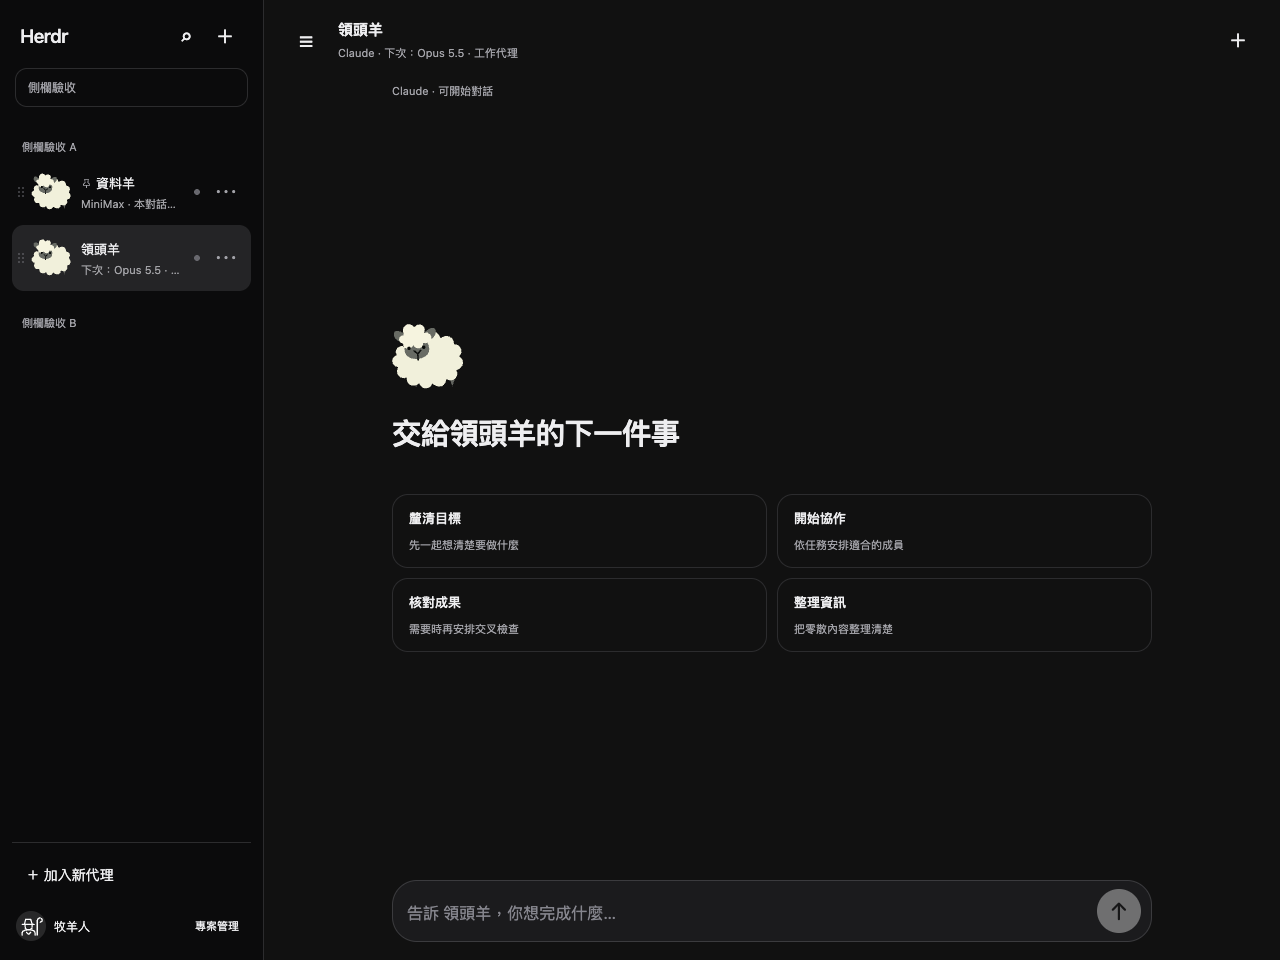 Herdr
側欄驗收
側欄驗收 A
資料羊
MiniMax · 本對話...
領頭羊
下次：Opus 5.5 · ...
側欄驗收 B
+ 加入新代理
牧羊人
專案管理
領頭羊
Claude · 下次：Opus 5.5 · 工作代理
Claude · 可開始對話
交給領頭羊的下一件事
釐清目標
先一起想清楚要做什麼
開始協作
依任務安排適合的成員
核對成果
需要時再安排交叉檢查
整理資訊
把零散內容整理清楚
告訴 領頭羊，你想完成什麼...